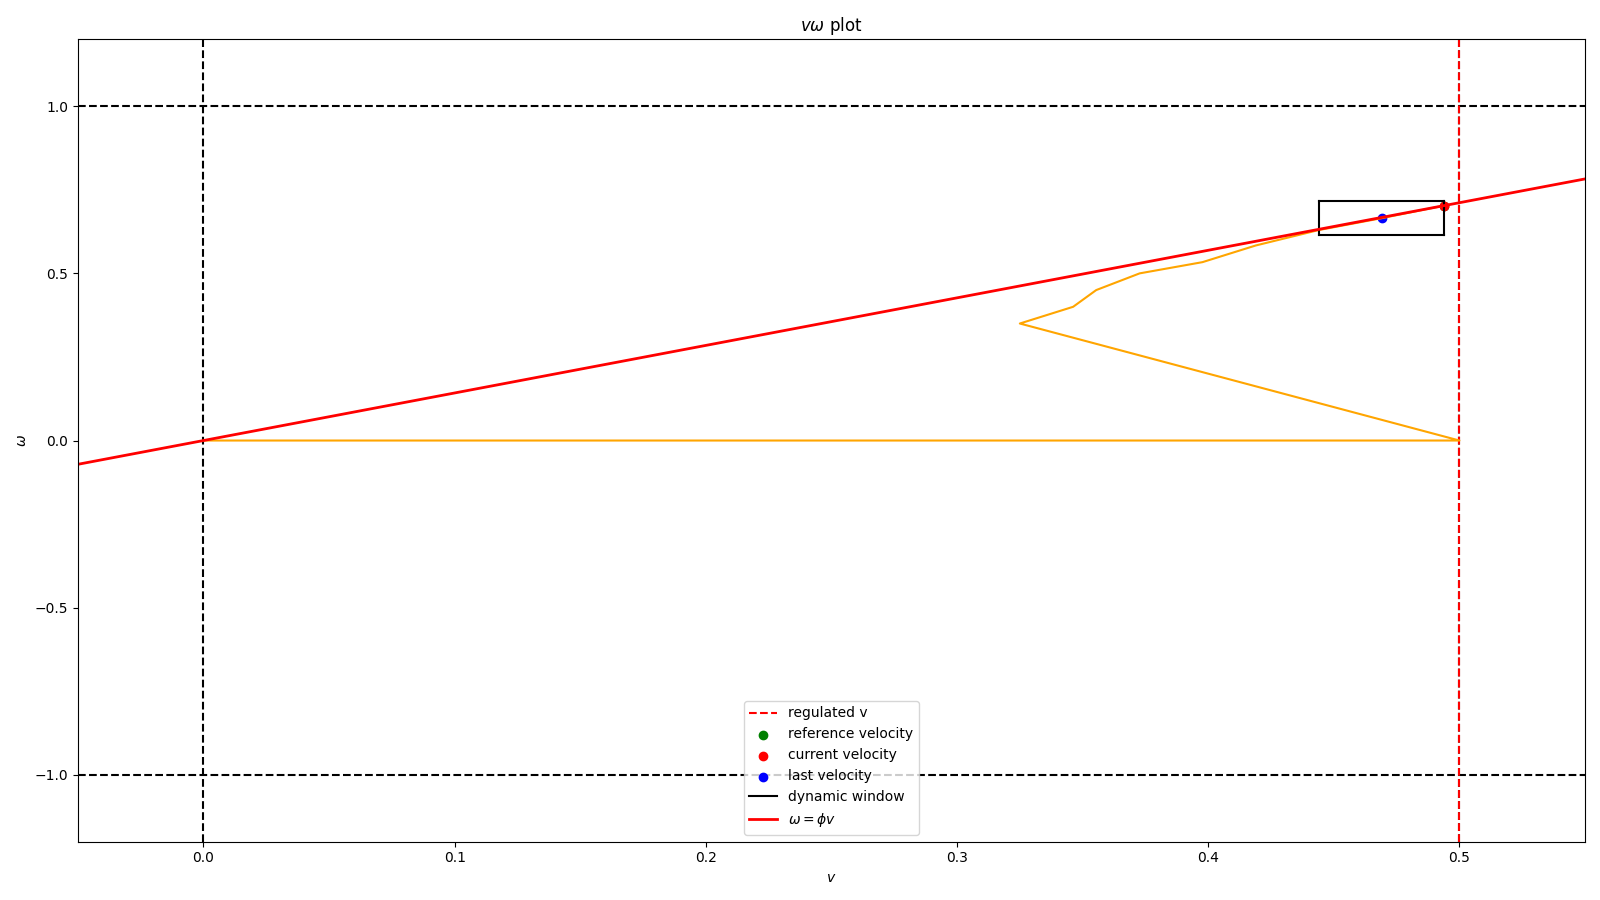 vω plot
1.0
0.5
0.0
−0.5
−1.0
ω
regulated v
reference velocity
current velocity
last velocity
dynamic window
ω = ϕv
0.0 0.1 0.2 0.3 0.4 0.5
v